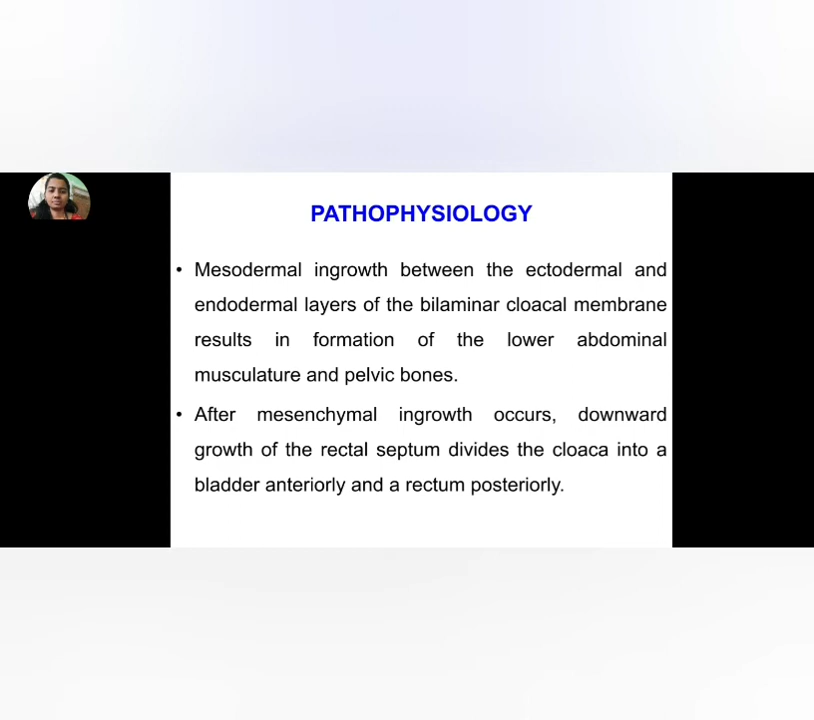 PATHOPHYSIOLOGY
• Mesodermal ingrowth between the ectodermal and
endodermal layers of the bilaminar cloacal membrane
results in formation of the lower abdominal
musculature and pelvic bones.
• After mesenchymal ingrowth occurs, downward
growth of the rectal septum divides the cloaca into a
bladder anteriorly and a rectum posteriorly.